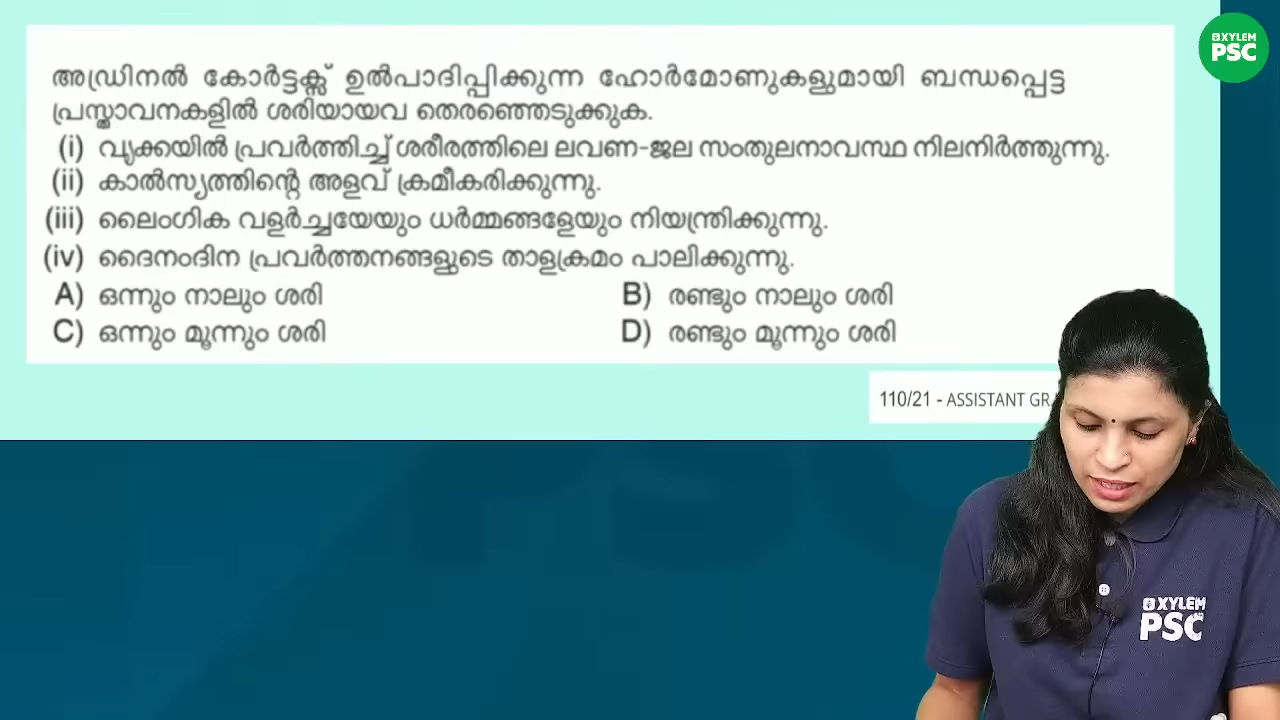 XYLEM
PSC
അഡ്രിനൽ കോർട്ടക്സ് ഉൽപാദിപ്പിക്കുന്ന ഹോർമോണുകളുമായി ബന്ധപ്പെട്ട
പ്രസ്താവനകളിൽ ശരിയായവ തെരഞ്ഞെടുക്കുക.
(i) വൃക്കയിൽ പ്രവർത്തിച്ച് ശരീരത്തിലെ ലവണ-ജല സംതുലനാവസ്ഥ നിലനിർത്തുന്നു.
(ii) കാൽസ്യത്തിന്റെ അളവ് ക്രമീകരിക്കുന്നു.
(iii) ലൈംഗിക വളർച്ചയേയും ധർമ്മങ്ങളേയും നിയന്ത്രിക്കുന്നു.
(iv) ദൈനംദിന പ്രവർത്തനങ്ങളുടെ താളക്രമം പാലിക്കുന്നു.
A) ഒന്നും നാലും ശരി B) രണ്ടും നാലും ശരി
C) ഒന്നും മൂന്നും ശരി D) രണ്ടും മൂന്നും ശരി
110/21 - ASSISTANT
XYLEM
PSC